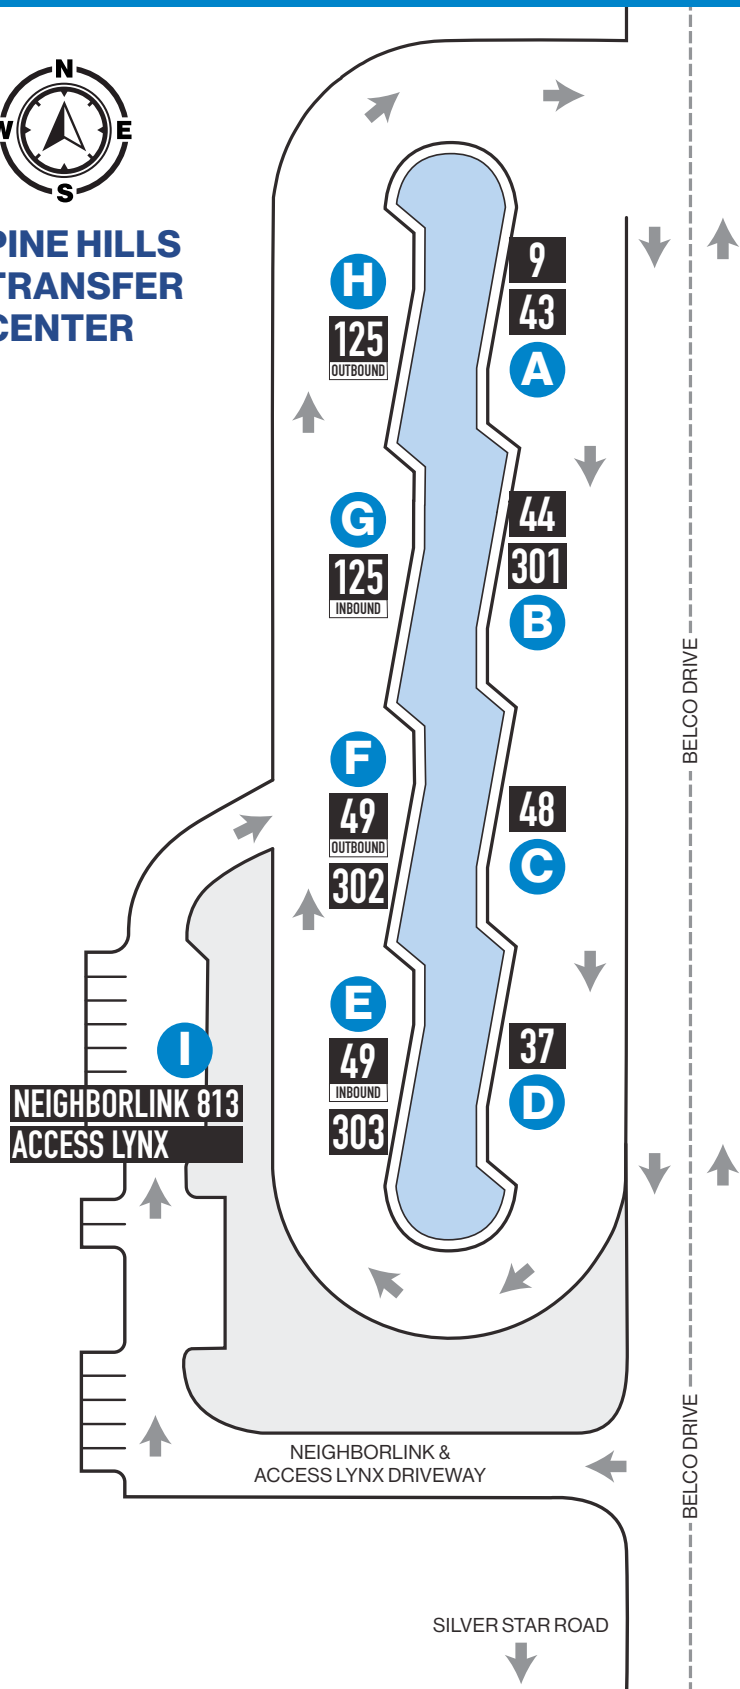 N
W
E
S
PINE HILLS
TRANSFER
CENTER
H
125
OUTBOUND
9
43
A
G
125
INBOUND
44
301
B
F
49
OUTBOUND
302
48
C
E
49
INBOUND
303
37
D
I
NEIGHBORLINK 813
ACCESS LYNX
BELCO DRIVE
BELCO DRIVE
NEIGHBORLINK &
ACCESS LYNX DRIVEWAY
SILVER STAR ROAD